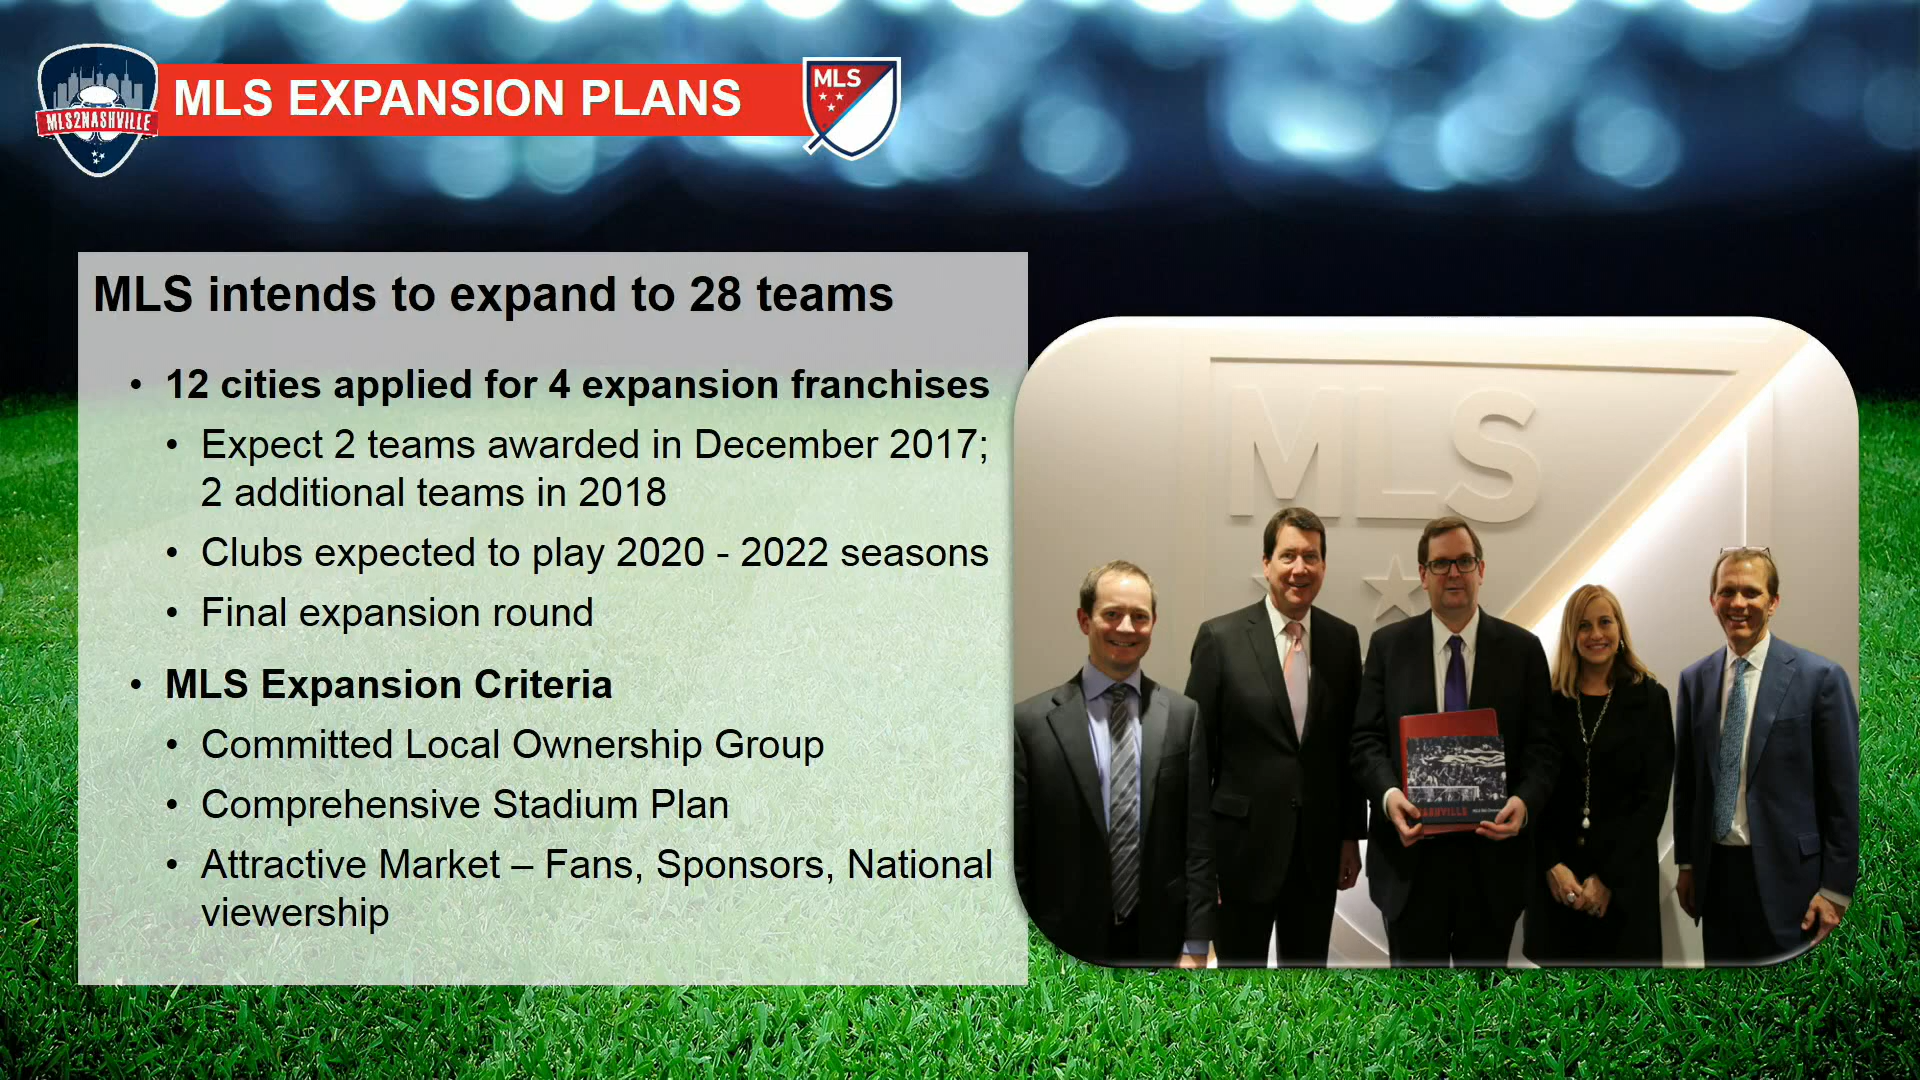 MLS2NASHVILLE
MLS EXPANSION PLANS
MLS
MLS intends to expand to 28 teams
• 12 cities applied for 4 expansion franchises
• Expect 2 teams awarded in December 2017;
2 additional teams in 2018
• Clubs expected to play 2020 - 2022 seasons
• Final expansion round
• MLS Expansion Criteria
• Committed Local Ownership Group
• Comprehensive Stadium Plan
• Attractive Market – Fans, Sponsors, National
viewership
MLS
NASHVILLE